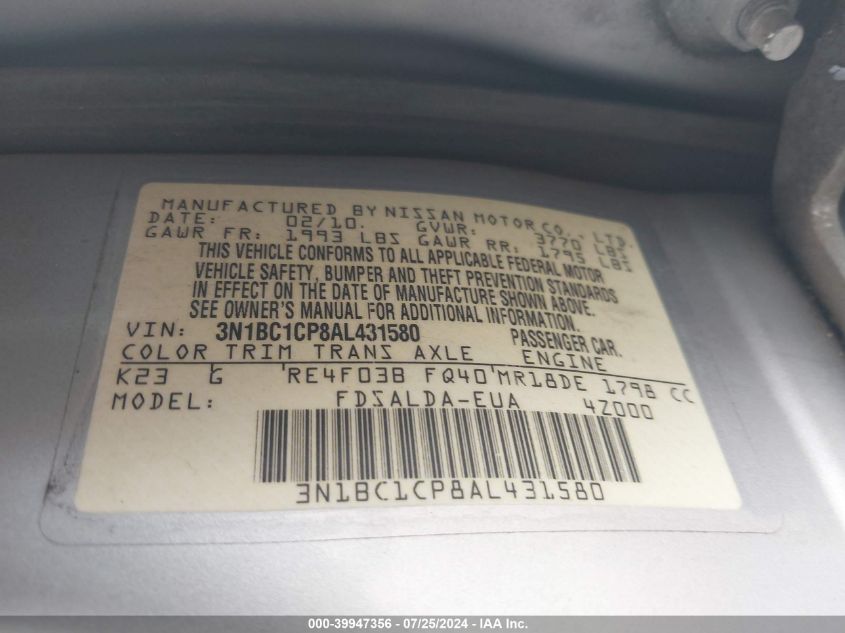 MANUFACTURED BY NISSAN MOTOR CO., LTD.
DATE: 02/10. GVWR: 3770 LBS
GAWR FR: 1993 LBS GAWR RR: 1795 LBS
THIS VEHICLE CONFORMS TO ALL APPLICABLE FEDERAL MOTOR
VEHICLE SAFETY, BUMPER AND THEFT PREVENTION STANDARDS
IN EFFECT ON THE DATE OF MANUFACTURE SHOWN ABOVE.
SEE OWNER'S MANUAL FOR ADDITIONAL INFORMATION.
VIN: 3N1BC1CP8AL431580 PASSENGER CAR.
COLOR TRIM TRANS AXLE ENGINE
K23 G RE4F03B FQ40 MR18DE 1798 CC
MODEL: FDSALDA-EUA 4Z000
3N1BC1CP8AL431580
000-39947356 - 07/25/2024 - IAA Inc.